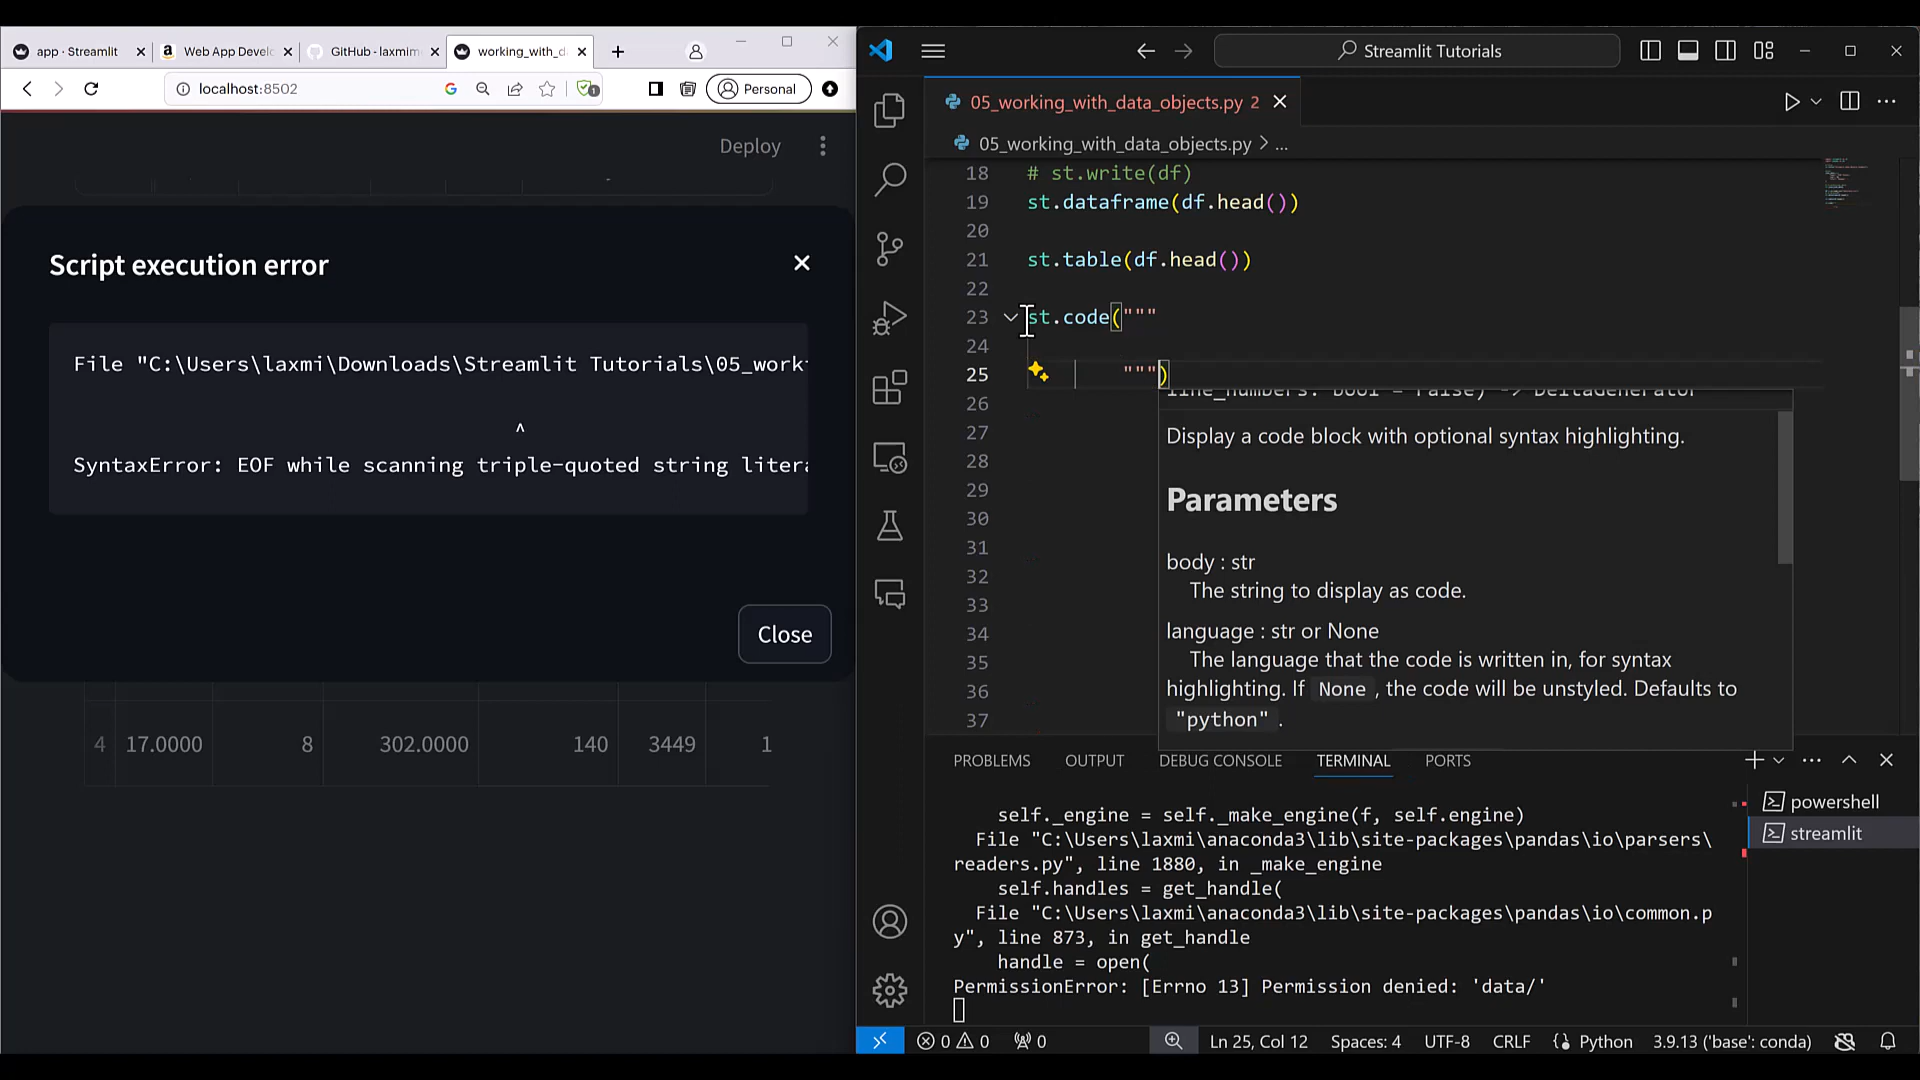 app · Streamlit
Web App Develo
GitHub - laxmim
working_with_d
localhost:8502
Personal
Deploy
Script execution error
File "C:\Users\laxmi\Downloads\Streamlit Tutorials\05_work
^
SyntaxError: EOF while scanning triple-quoted string litera
Close
4 17.0000 8 302.0000 140 3449 1
Streamlit Tutorials
05_working_with_data_objects.py 2
05_working_with_data_objects.py > ...
18 # st.write(df)
19 st.dataframe(df.head())
20
21 st.table(df.head())
22
23 st.code("""
24
25 """)
26
27
28
29
30
31
32
33
34
35
36
37
line_numbers: bool = False) -> DeltaGenerator
Display a code block with optional syntax highlighting.
Parameters
body : str
The string to display as code.
language : str or None
The language that the code is written in, for syntax
highlighting. If None , the code will be unstyled. Defaults to
"python" .
PROBLEMS OUTPUT DEBUG CONSOLE TERMINAL PORTS
self._engine = self._make_engine(f, self.engine)
File "C:\Users\laxmi\anaconda3\lib\site-packages\pandas\io\parsers\
readers.py", line 1880, in _make_engine
self.handles = get_handle(
File "C:\Users\laxmi\anaconda3\lib\site-packages\pandas\io\common.p
y", line 873, in get_handle
handle = open(
PermissionError: [Errno 13] Permission denied: 'data/'
powershell
streamlit
0 0 0 Ln 25, Col 12 Spaces: 4 UTF-8 CRLF Python 3.9.13 ('base': conda)